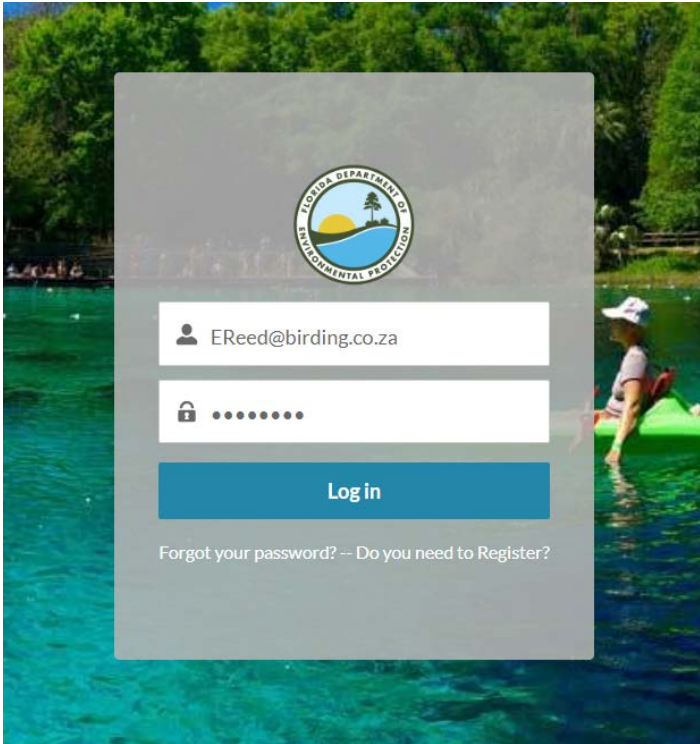 FLORIDA DEPARTMENT OF
ENVIRONMENTAL PROTECTION
EReed@birding.co.za
••••••••
Log in
Forgot your password? -- Do you need to Register?